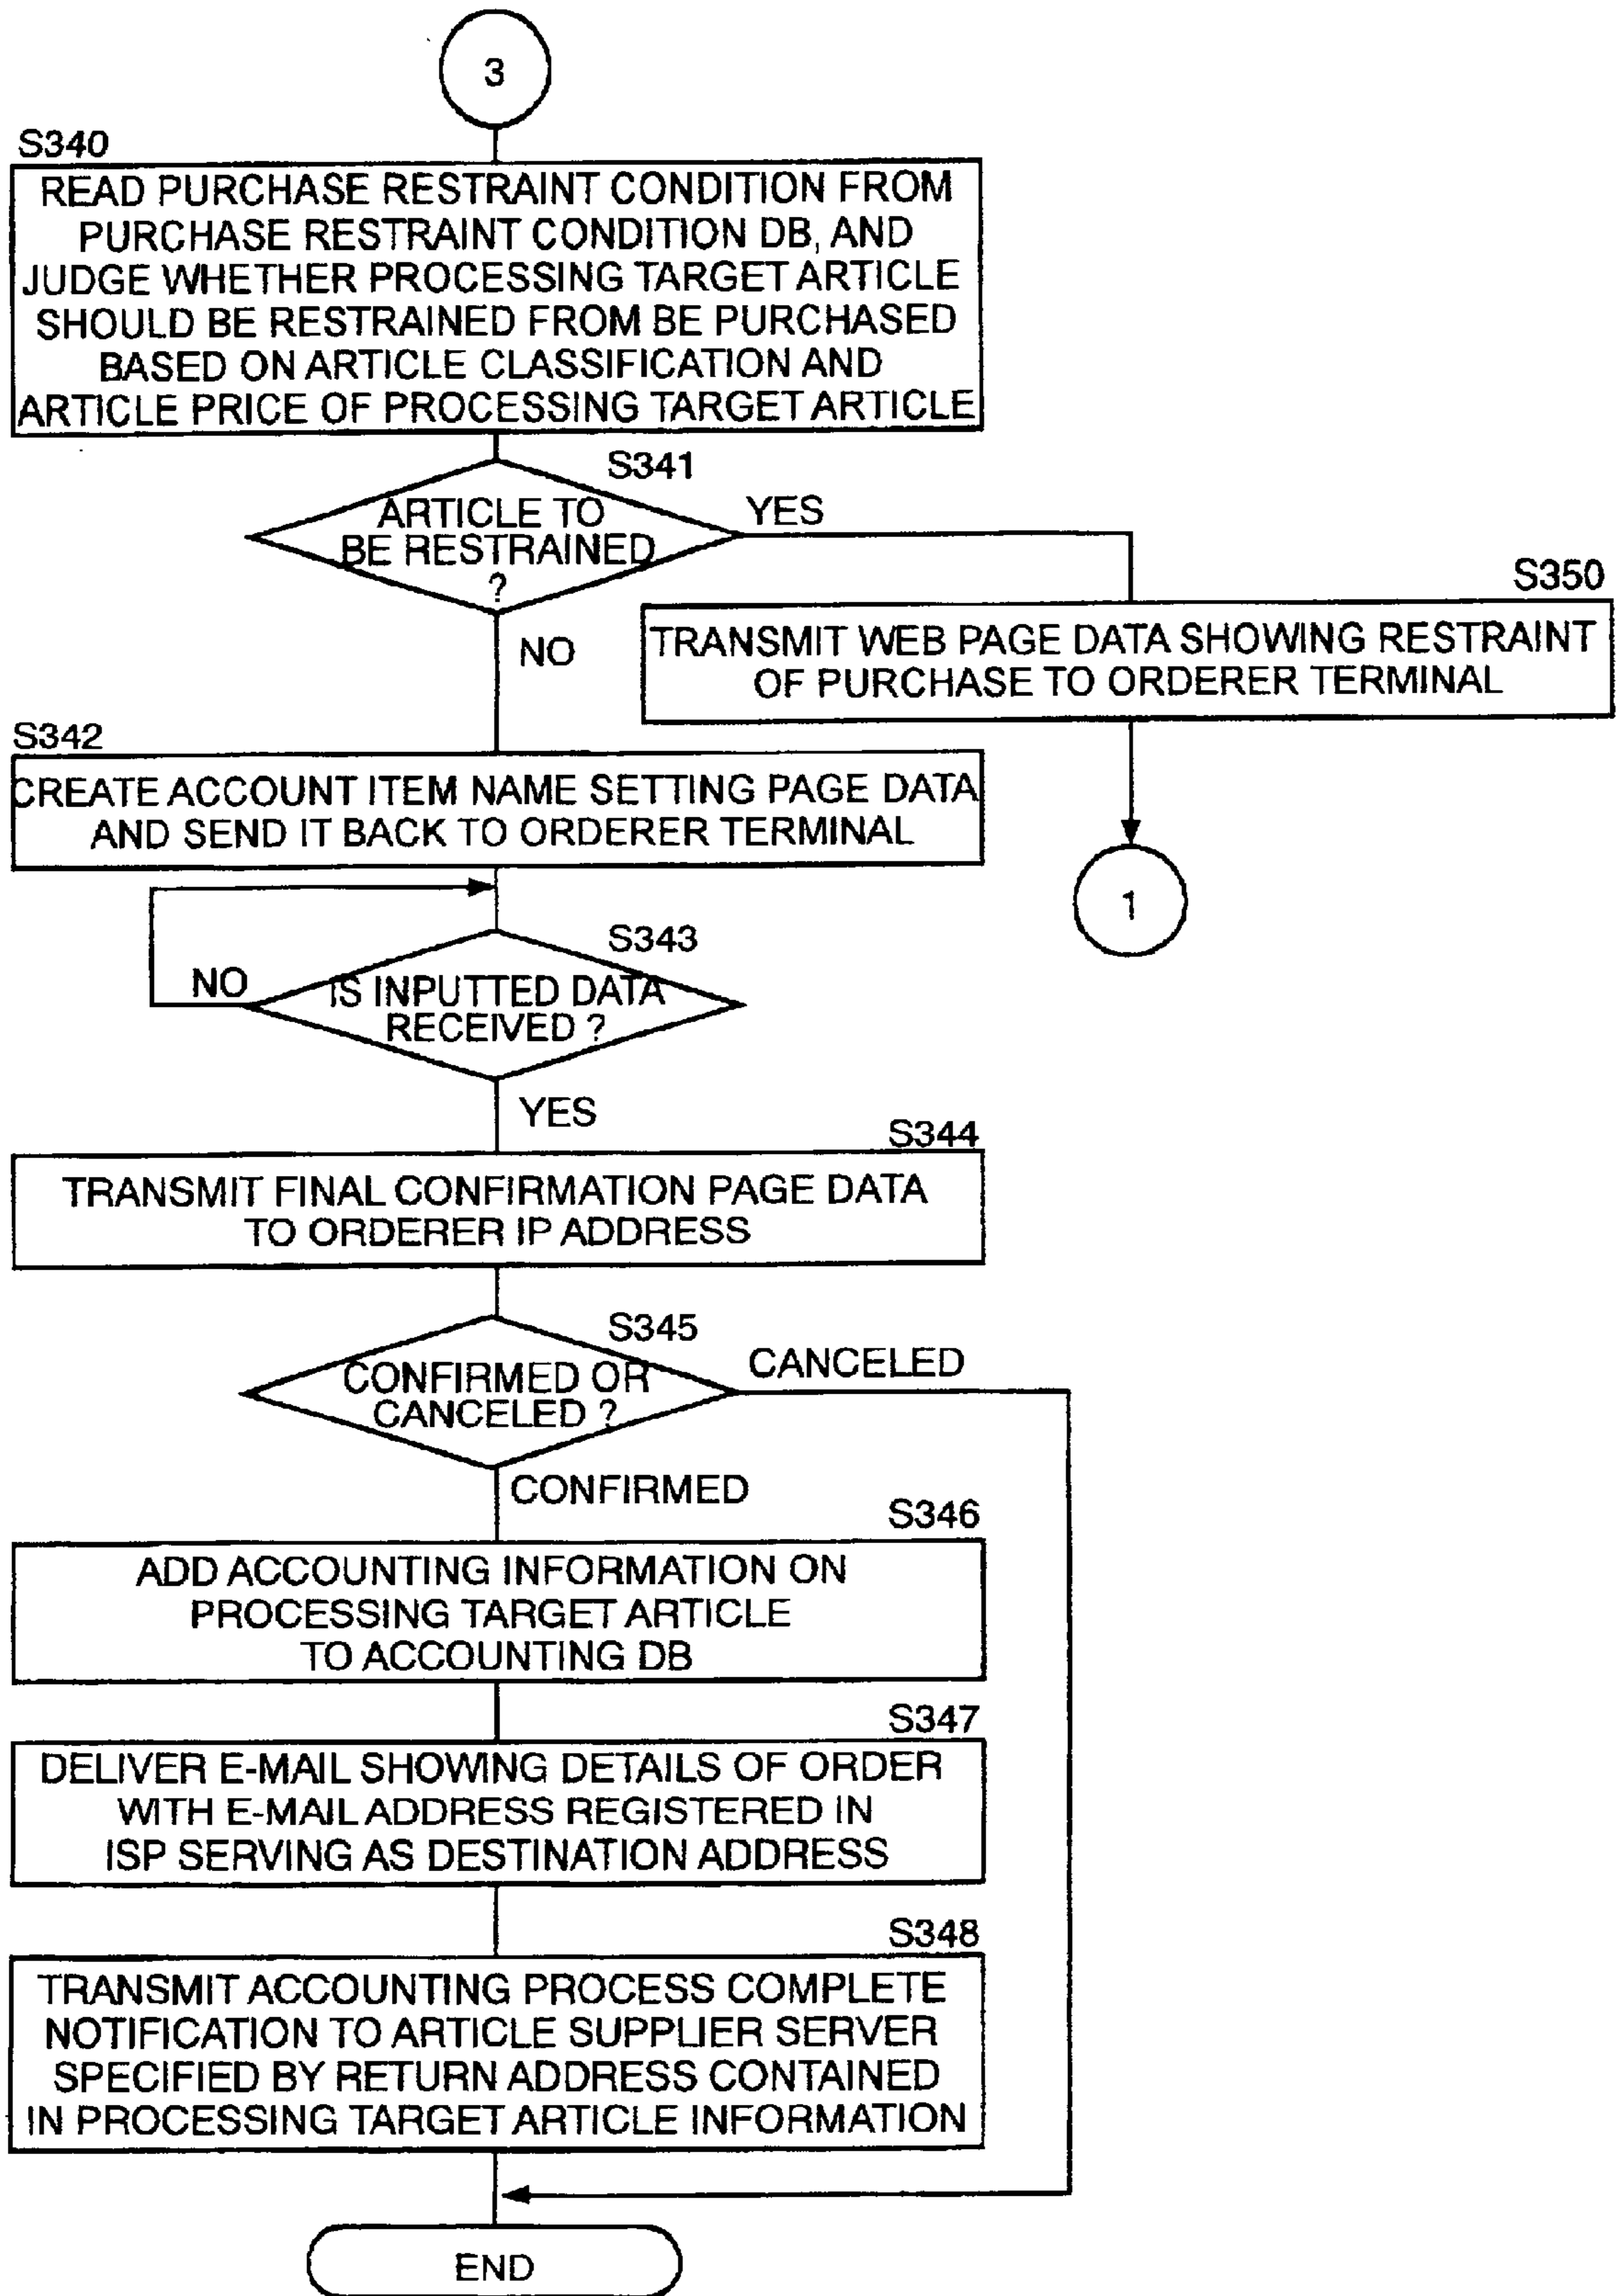 3
S340
READ PURCHASE RESTRAINT CONDITION FROM
PURCHASE RESTRAINT CONDITION DB, AND
JUDGE WHETHER PROCESSING TARGET ARTICLE
SHOULD BE RESTRAINED FROM BE PURCHASED
BASED ON ARTICLE CLASSIFICATION AND
ARTICLE PRICE OF PROCESSING TARGET ARTICLE
S341
ARTICLE TO
BE RESTRAINED
?
YES
NO
S350
TRANSMIT WEB PAGE DATA SHOWING RESTRAINT
OF PURCHASE TO ORDERER TERMINAL
1
S342
CREATE ACCOUNT ITEM NAME SETTING PAGE DATA
AND SEND IT BACK TO ORDERER TERMINAL
S343
NO
IS INPUTTED DATA
RECEIVED ?
YES
S344
TRANSMIT FINAL CONFIRMATION PAGE DATA
TO ORDERER IP ADDRESS
S345
CONFIRMED OR
CANCELED ?
CANCELED
CONFIRMED
S346
ADD ACCOUNTING INFORMATION ON
PROCESSING TARGET ARTICLE
TO ACCOUNTING DB
S347
DELIVER E-MAIL SHOWING DETAILS OF ORDER
WITH E-MAIL ADDRESS REGISTERED IN
ISP SERVING AS DESTINATION ADDRESS
S348
TRANSMIT ACCOUNTING PROCESS COMPLETE
NOTIFICATION TO ARTICLE SUPPLIER SERVER
SPECIFIED BY RETURN ADDRESS CONTAINED
IN PROCESSING TARGET ARTICLE INFORMATION
END